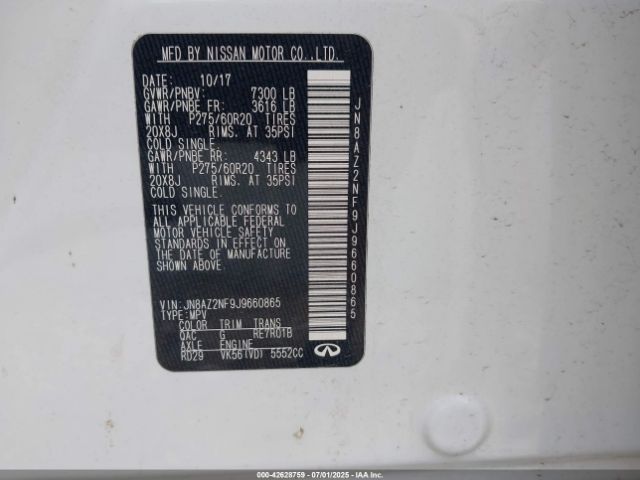 MFD BY NISSAN MOTOR CO.,LTD.
DATE: 10/17
GVWR/PNBV: 7300 LB
GAWR/PNBE FR: 3616 LB
WITH P275/60R20 TIRES
20X8J RIMS. AT 35PSI
COLD SINGLE.
GAWR/PNBE RR: 4343 LB
WITH P275/60R20 TIRES
20X8J RIMS. AT 35PSI
COLD SINGLE.
THIS VEHICLE CONFORMS TO
ALL APPLICABLE FEDERAL
MOTOR VEHICLE SAFETY
STANDARDS IN EFFECT ON THE
DATE OF MANUFACTURE
SHOWN ABOVE.
VIN:JN8AZ2NF9J9660865
TYPE:MPV
COLOR TRIM TRANS
QAC G RE7R01B
AXLE ENGINE
RD29 VK56(VD) 5552CC
JN8AZ2NF9J9660865
000-42628759 • 07/01/2025 • IAA Inc.